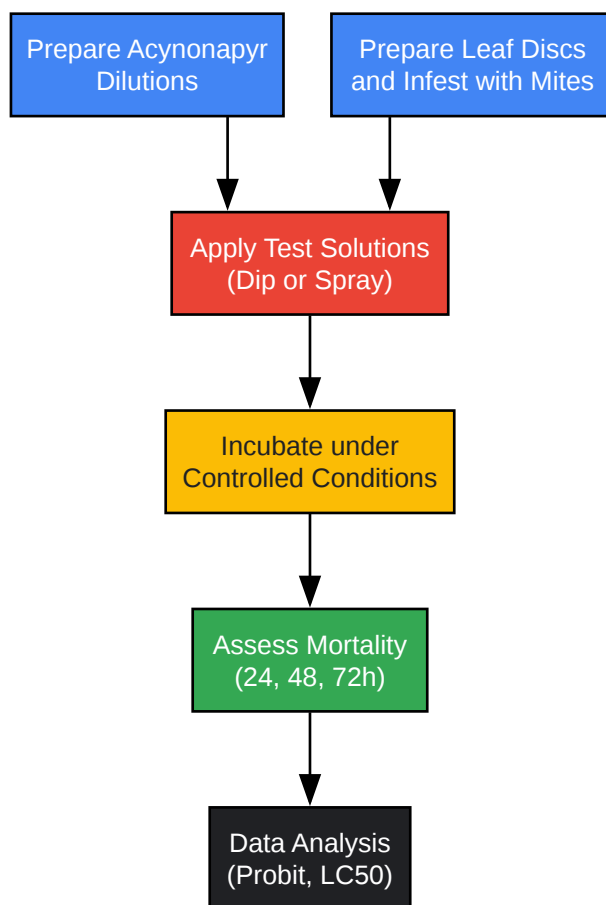 Prepare Acynonapyr
Dilutions
Prepare Leaf Discs
and Infest with Mites
Apply Test Solutions
(Dip or Spray)
Incubate under
Controlled Conditions
Assess Mortality
(24, 48, 72h)
Data Analysis
(Probit, LC50)